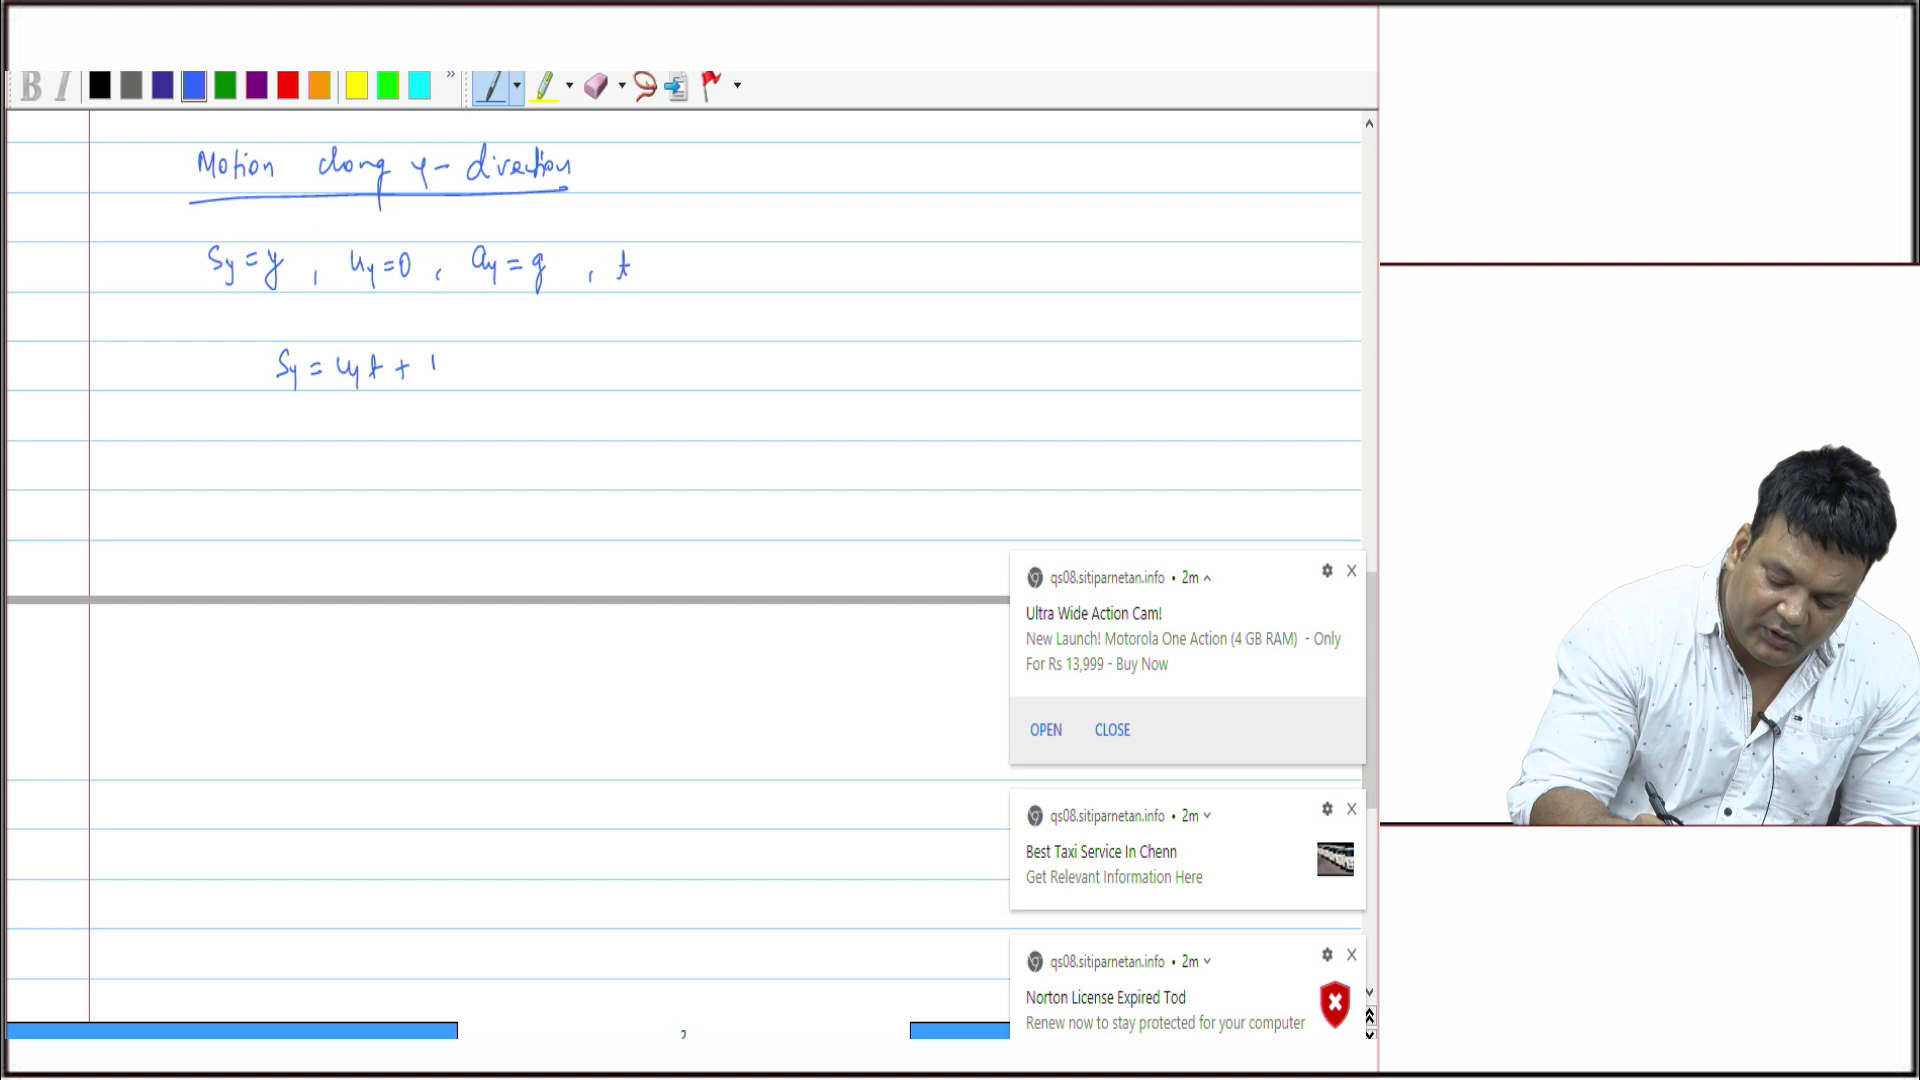 B I
»
Motion along y- direction
Sy = y , uy = 0 , ay = g , t
Sy = uy t + 1
qs08.sitiparnetan.info • 2m
Ultra Wide Action Cam!
New Launch! Motorola One Action (4 GB RAM) - Only
For Rs 13,999 - Buy Now
OPEN CLOSE
qs08.sitiparnetan.info • 2m
Best Taxi Service In Chenn
Get Relevant Information Here
qs08.sitiparnetan.info • 2m
Norton License Expired Tod
Renew now to stay protected for your computer